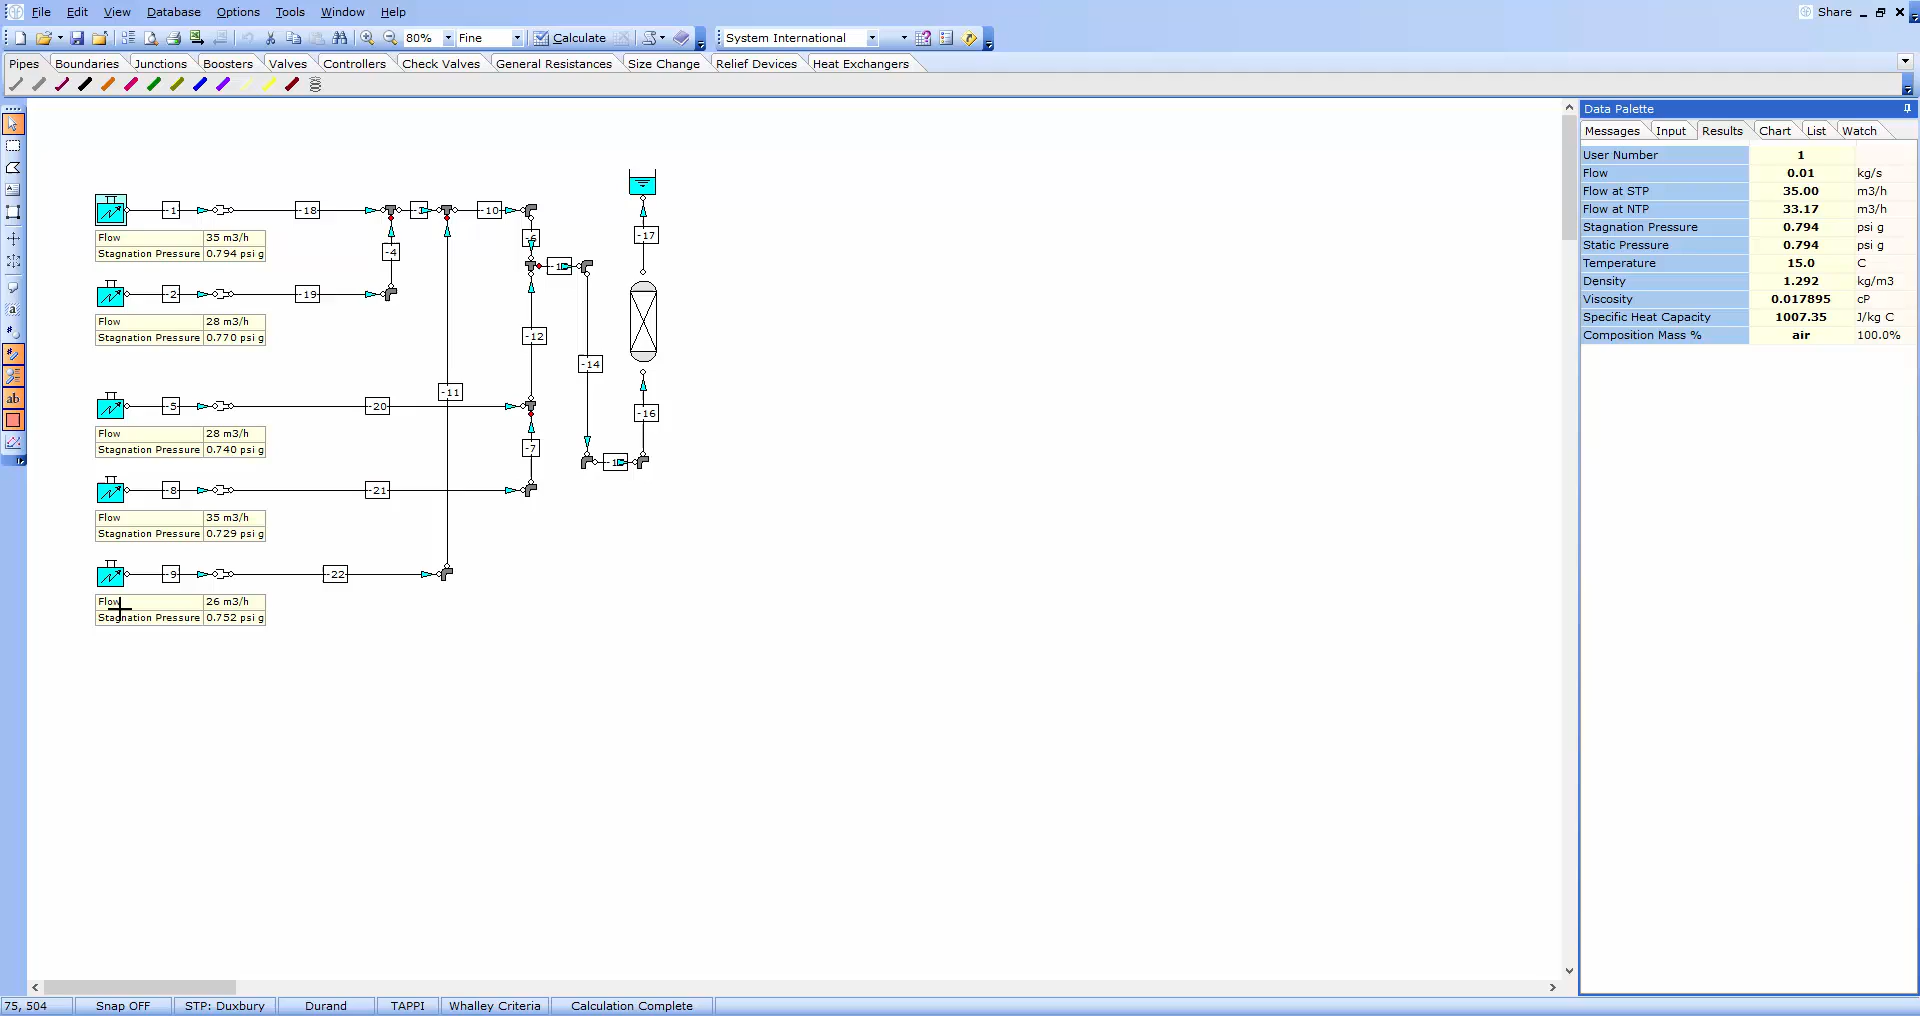 File Edit View Database Options Tools Window Help Share
80% Fine Calculate System International
Pipes Boundaries Junctions Boosters Valves Controllers Check Valves General Resistances Size Change Relief Devices Heat Exchangers
Data Palette
Messages Input Results Chart List Watch
User Number 1
Flow 0.01 kg/s
Flow at STP 35.00 m3/h
Flow at NTP 33.17 m3/h
Stagnation Pressure 0.794 psi g
Static Pressure 0.794 psi g
Temperature 15.0 C
Density 1.292 kg/m3
Viscosity 0.017895 cP
Specific Heat Capacity 1007.35 J/kg C
Composition Mass % air 100.0%
-1 -18 -10
-17
Flow 35 m3/h
Stagnation Pressure 0.794 psi g
-4
-6
-2 -19
Flow 28 m3/h
Stagnation Pressure 0.770 psi g
-12
-14
-11
-5 -20
-16
Flow 28 m3/h
Stagnation Pressure 0.740 psi g
-7
-8 -21
Flow 35 m3/h
Stagnation Pressure 0.729 psi g
-9 -22
Flow 26 m3/h
Stagnation Pressure 0.752 psi g
ab
75, 504 Snap OFF STP: Duxbury Durand TAPPI Whalley Criteria Calculation Complete